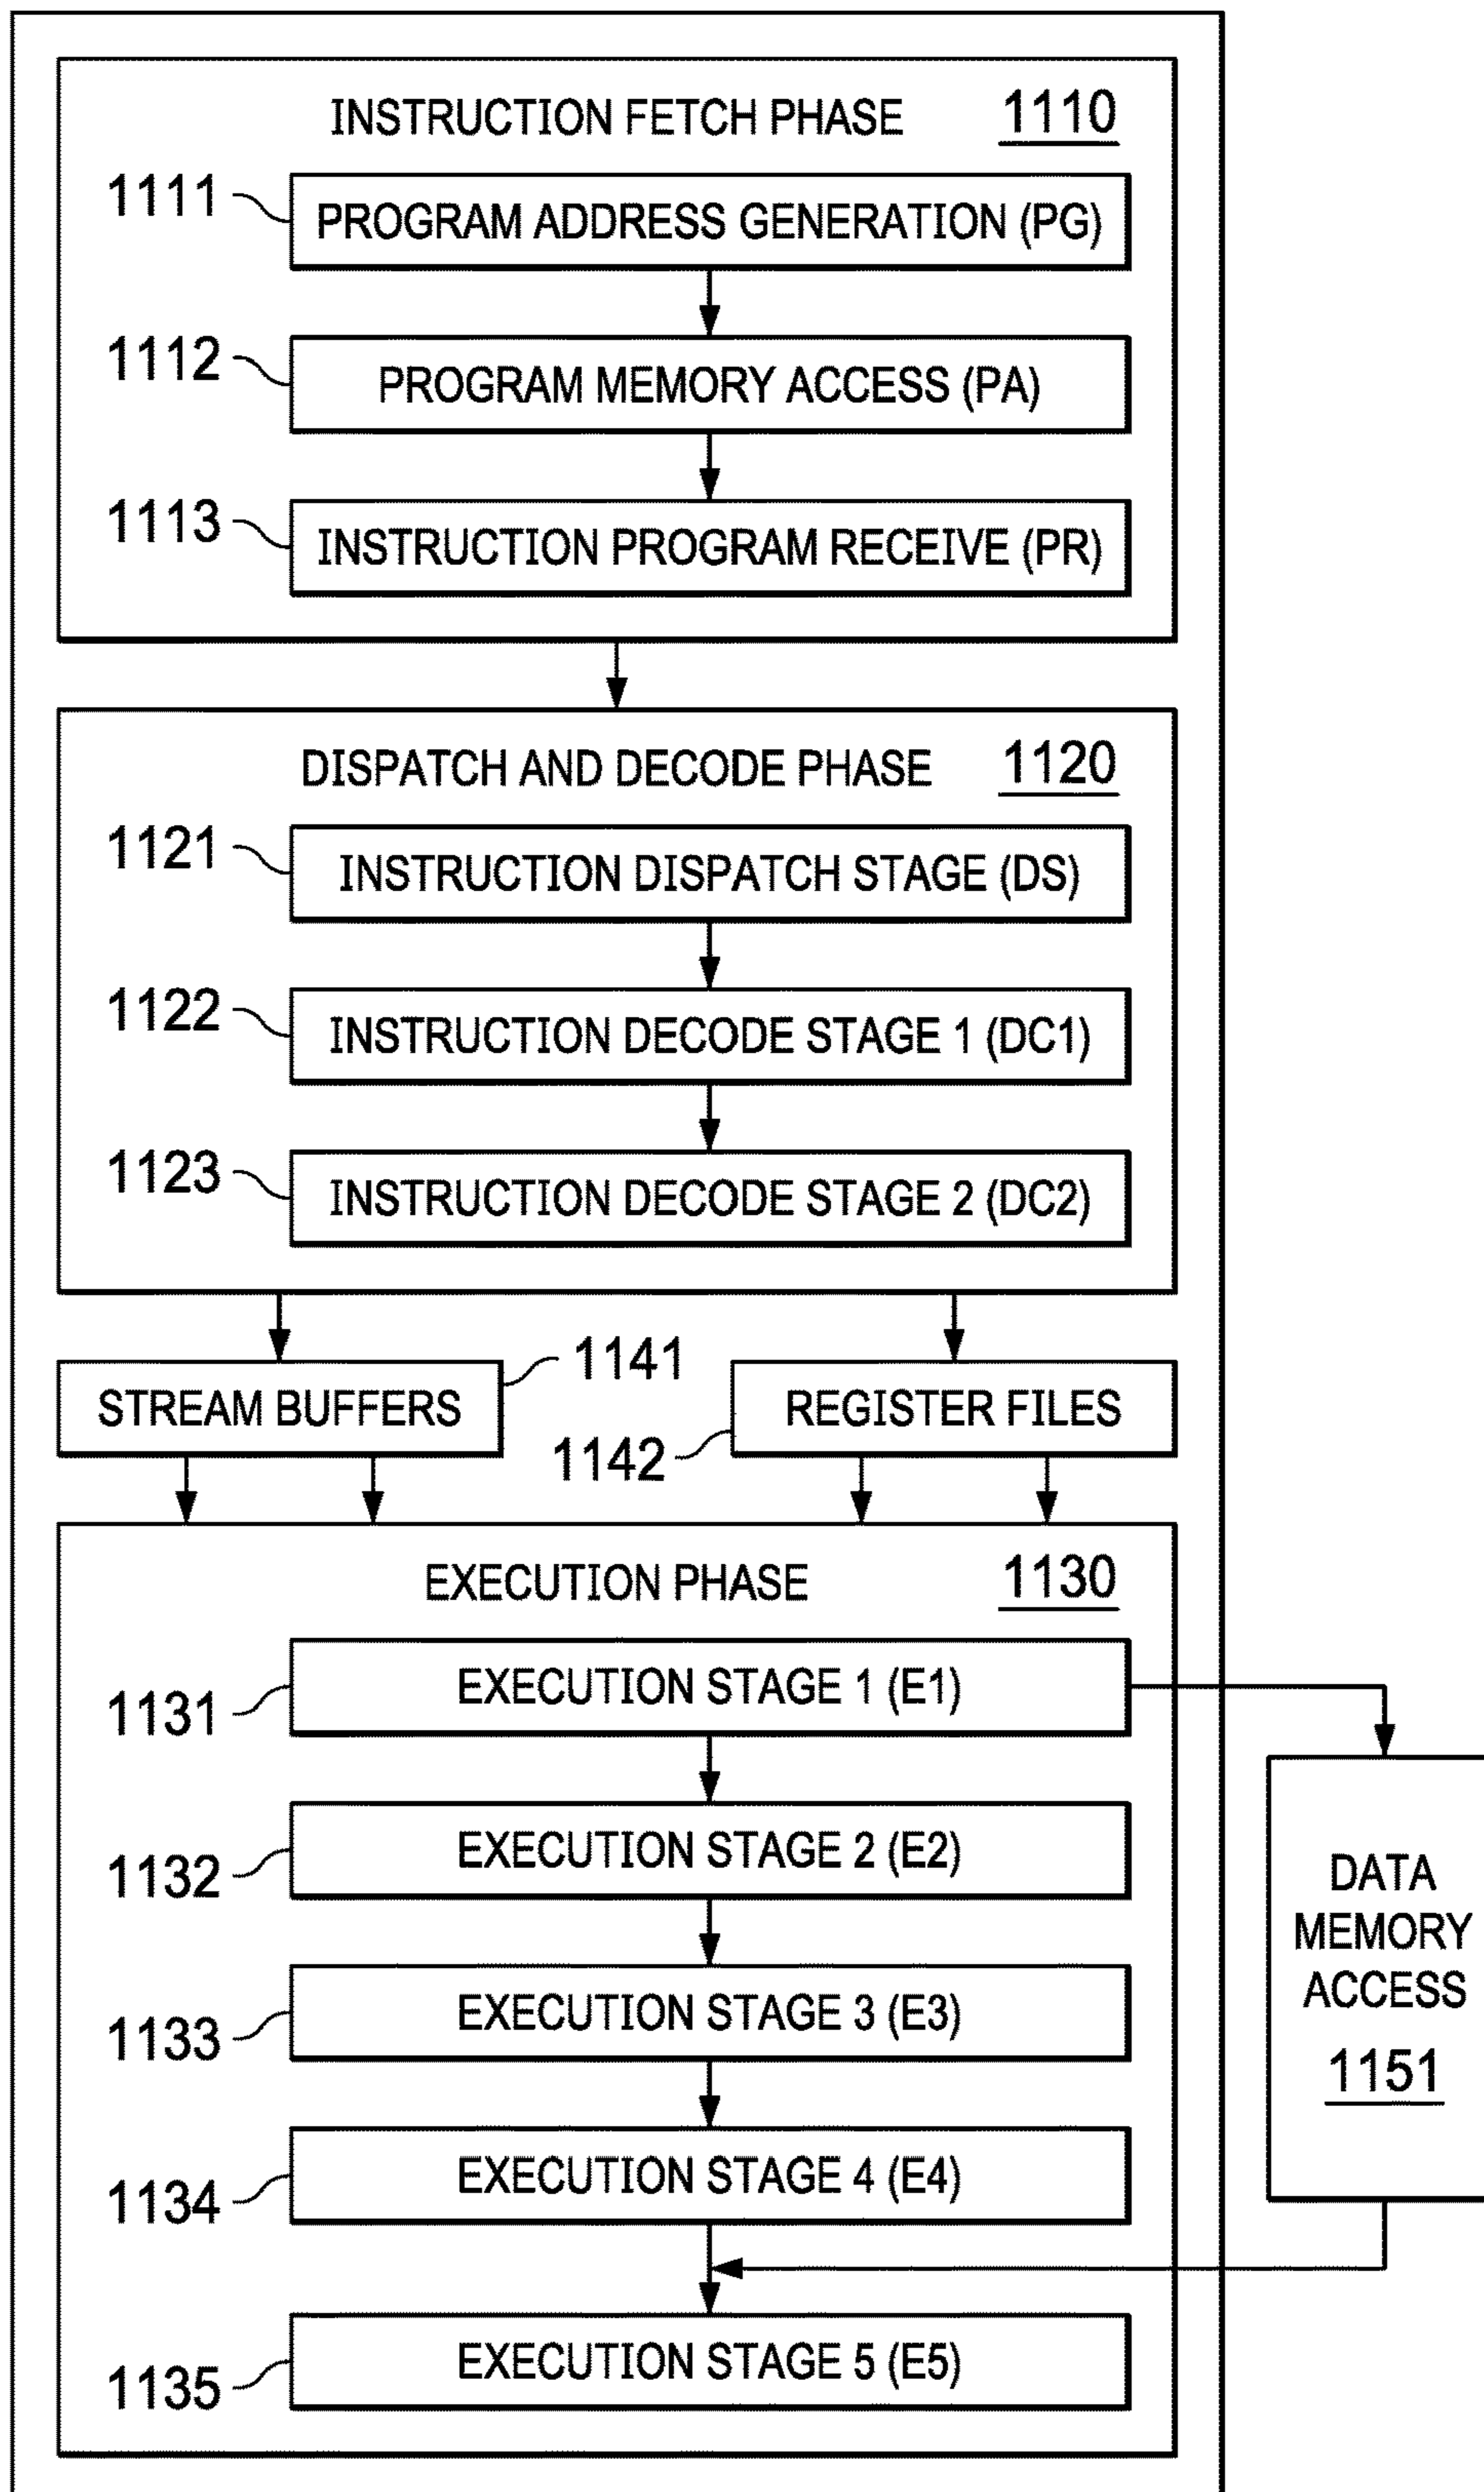 INSTRUCTION FETCH PHASE 1110
1111 PROGRAM ADDRESS GENERATION (PG)
1112 PROGRAM MEMORY ACCESS (PA)
1113 INSTRUCTION PROGRAM RECEIVE (PR)
DISPATCH AND DECODE PHASE 1120
1121 INSTRUCTION DISPATCH STAGE (DS)
1122 INSTRUCTION DECODE STAGE 1 (DC1)
1123 INSTRUCTION DECODE STAGE 2 (DC2)
STREAM BUFFERS 1141
1142 REGISTER FILES
EXECUTION PHASE 1130
1131 EXECUTION STAGE 1 (E1)
1132 EXECUTION STAGE 2 (E2)
1133 EXECUTION STAGE 3 (E3)
1134 EXECUTION STAGE 4 (E4)
1135 EXECUTION STAGE 5 (E5)
DATA
MEMORY
ACCESS
1151